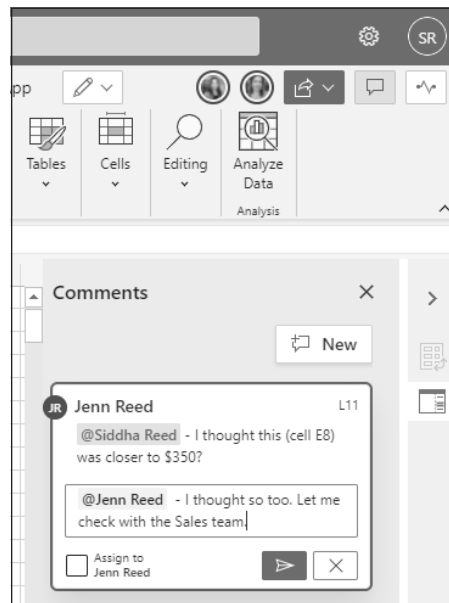 SR
pp
Tables
Cells
Editing
Analyze
Data
Analysis
Comments
New
JR
Jenn Reed
L11
@Siddha Reed - I thought this (cell E8)
was closer to $350?
@Jenn Reed - I thought so too. Let me
check with the Sales team.
Assign to
Jenn Reed